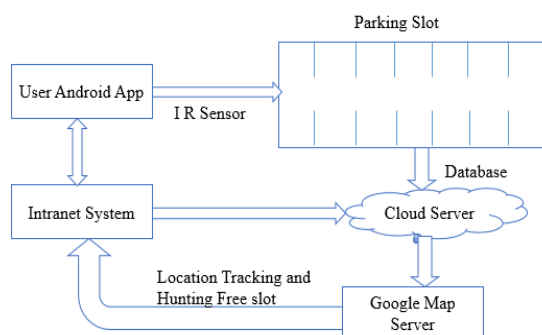 Parking Slot
User Android App
I R Sensor
Database
Intranet System
Cloud Server
Location Tracking and
Hunting Free slot
Google Map
Server